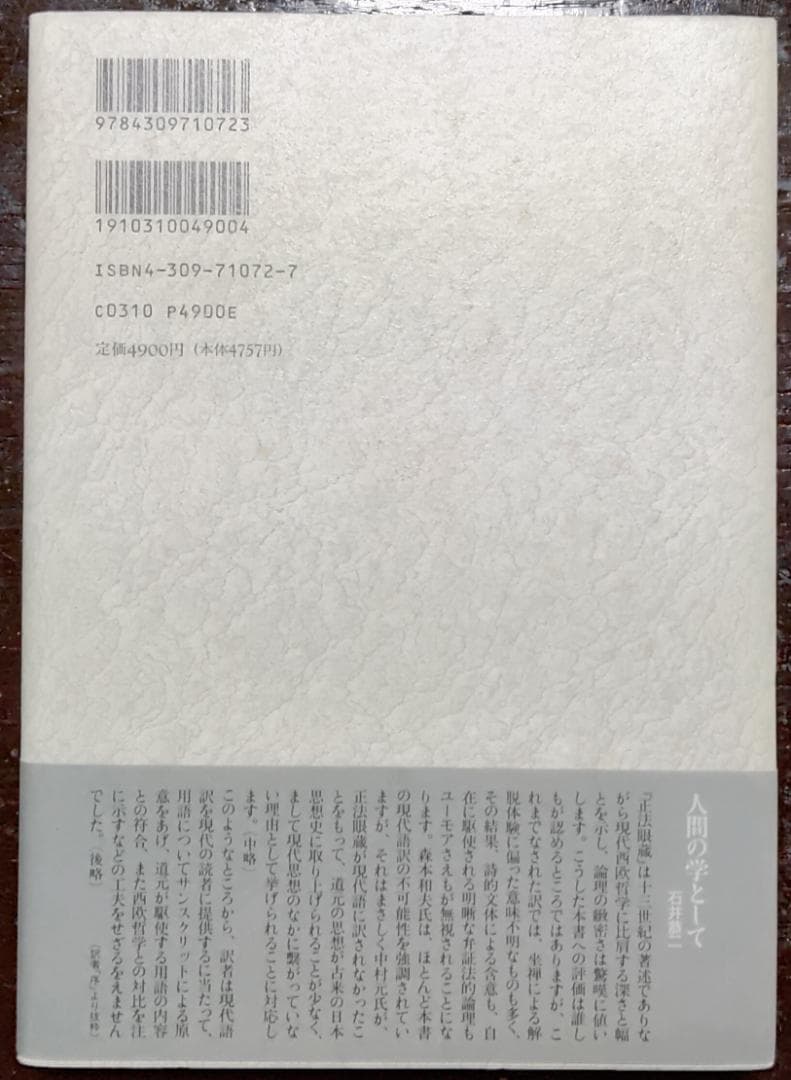 9784309710723
1910310049004
ISBN4-309-71072-7
C0310 P4900E
定価4900円（本体4757円）
人間の学として
石井恭二
『正法眼蔵』は十三世紀の著述でありな
がら現代西欧哲学に比肩する深さと幅
とを示し、論理の緻密さは驚嘆に値い
します。こうした本書への評価は誰し
もが認めるところではありますが、こ
れまでなされた訳では、坐禅による解
脱体験に偏った意味不明なものも多く、
その結果、詩的文体による含意も、自
在に駆使される明晰な弁証法的論理も
ユーモアさえもが無視されることにな
ります。森本和夫氏は、ほとんど本書
の現代語訳の不可能性を強調されてい
ますが、それはまさしく中村元氏が、
正法眼蔵が現代語に訳されなかったこ
とをもって、道元の思想が古来の日本
思想史に取り上げられることが少なく、
まして現代思想のなかに繋がっていな
い理由として挙げられることに対応し
ます。（中略）
このようなところから、訳者は現代語
訳を現代の読者に提供するに当たって、
用語についてサンスクリットによる原
意をあげ、道元が駆使する用語の内容
との符合、また西欧哲学との対比を注
に示すなどの工夫をせざるをえません
でした。（後略）
（訳者「序」より抜粋）